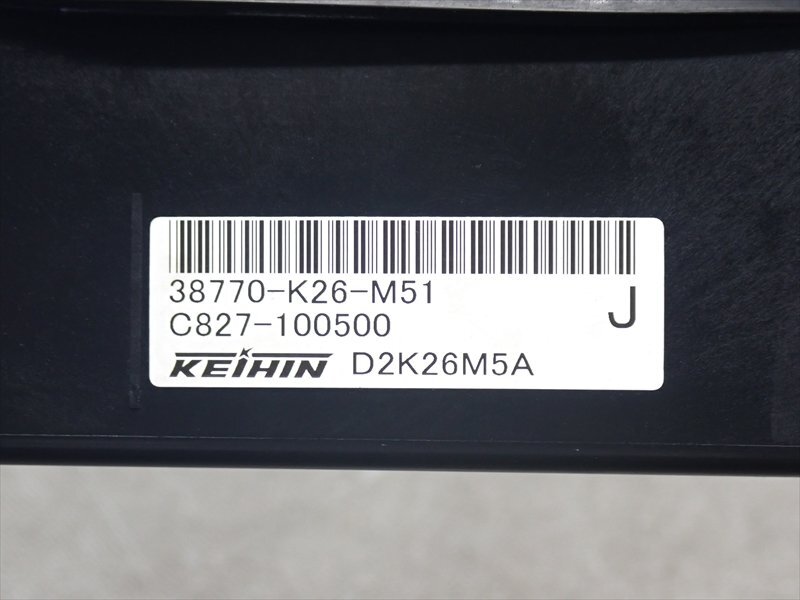 38770-K26-M51
C827-100500
J
KEIHIN D2K26M5A